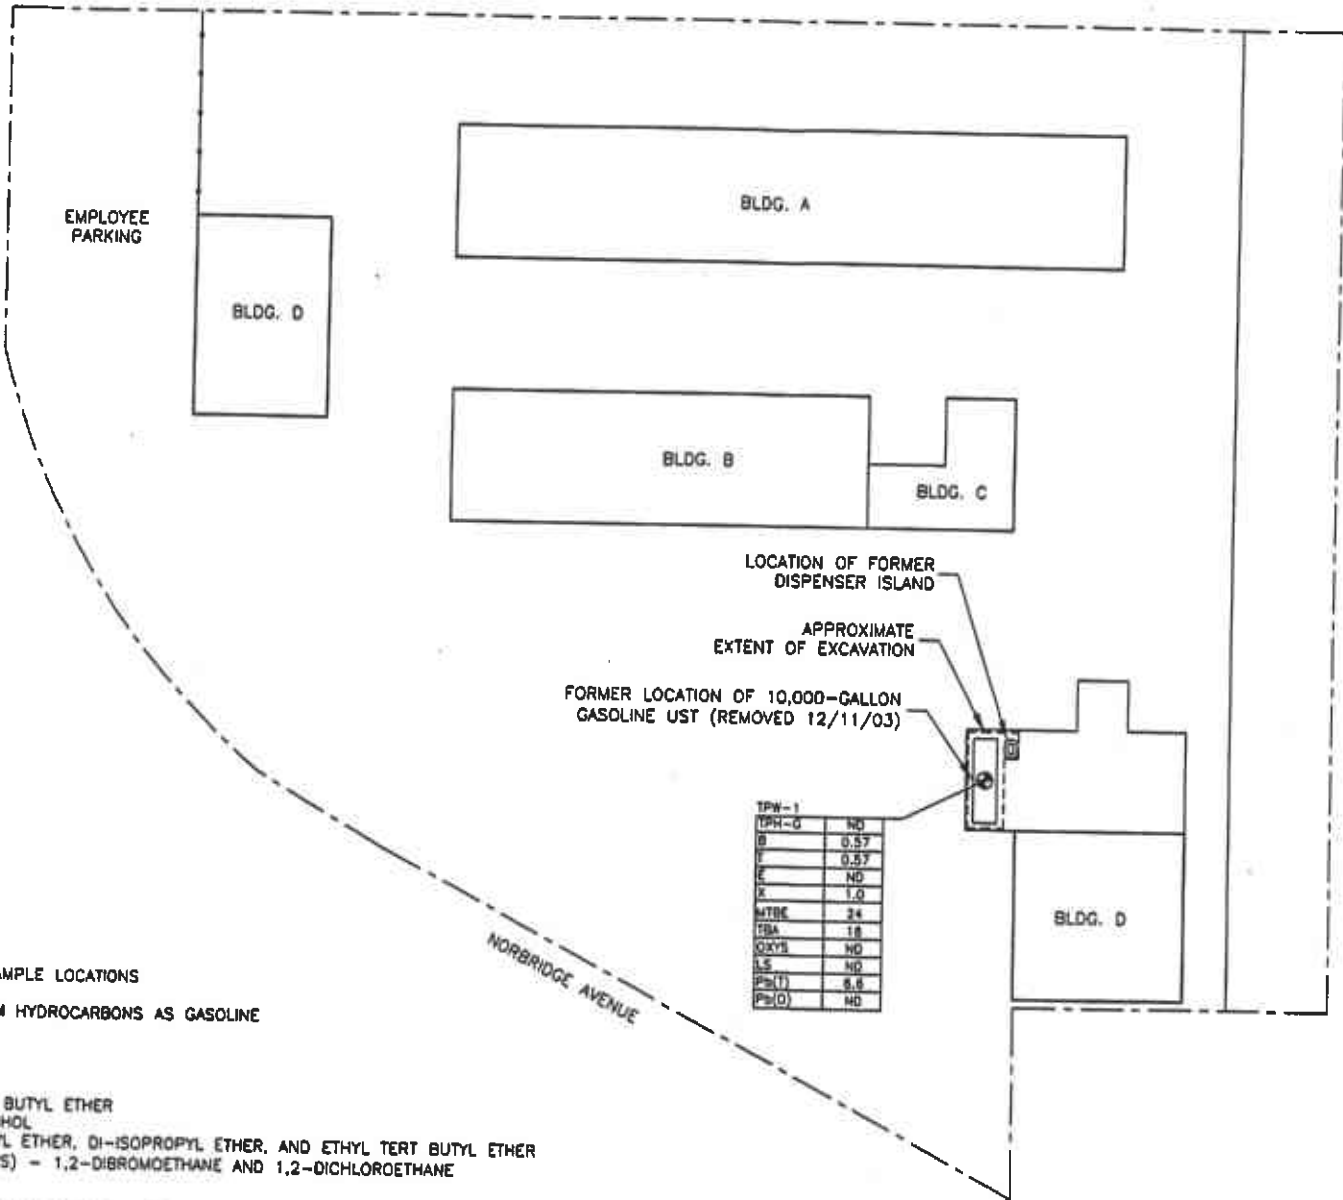 EMPLOYEE
PARKING
BLDG. D
BLDG. A
BLDG. B
BLDG. C
LOCATION OF FORMER
DISPENSER ISLAND
APPROXIMATE
EXTENT OF EXCAVATION
FORMER LOCATION OF 10,000-GALLON
GASOLINE UST (REMOVED 12/11/03)
TPW-1
TPH-G ND
B 0.57
T 0.57
E ND
X 1.0
MTBE 24
TBA 18
OXYS ND
LS ND
Pb(T) 6.6
Pb(D) ND
BLDG. D
NORBRIDGE AVENUE
AMPLE LOCATIONS
M HYDROCARBONS AS GASOLINE
BUTYL ETHER
HOL
YL ETHER, DI-ISOPROPYL ETHER, AND ETHYL TERT BUTYL ETHER
S) - 1,2-DIBROMOETHANE AND 1,2-DICHLOROETHANE